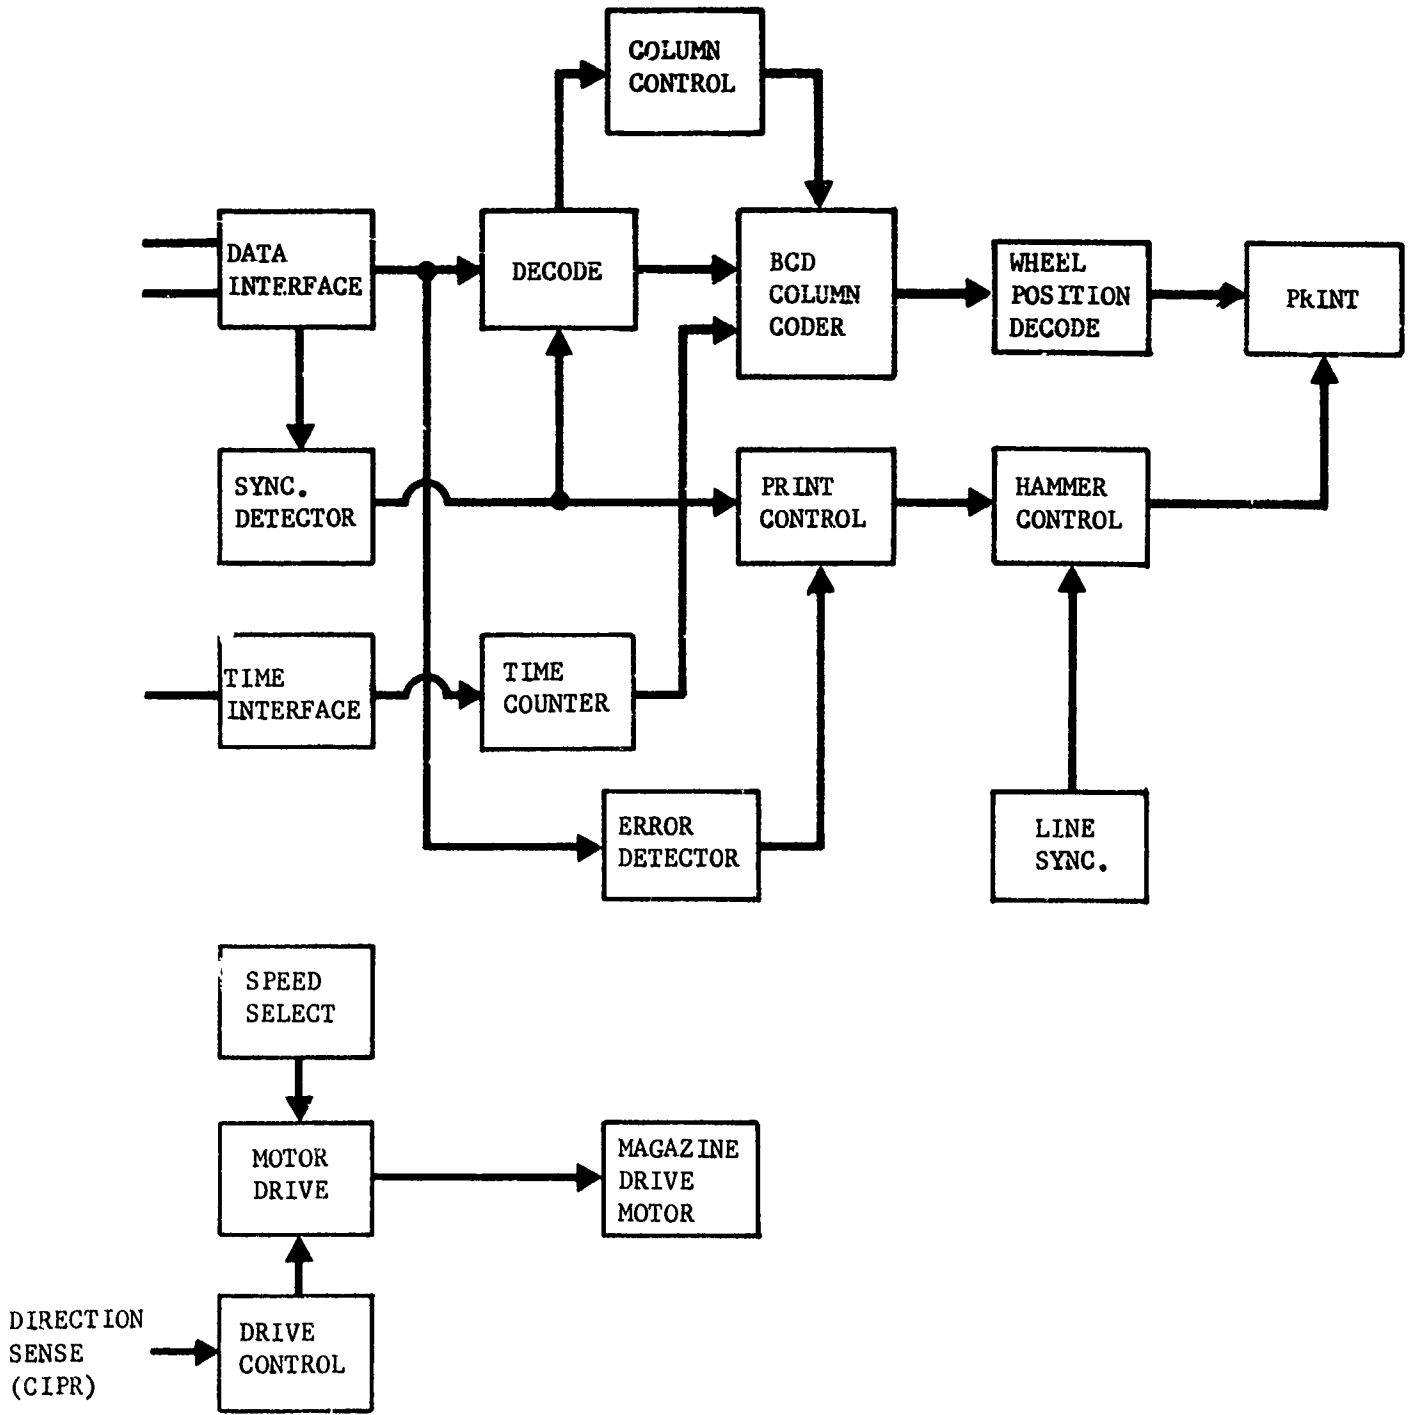 COLUMN
CONTROL
DATA
INTERFACE
DECODE
BCD
COLUMN
CODER
WHEEL
POSITION
DECODE
PRINT
SYNC.
DETECTOR
PRINT
CONTROL
HAMMER
CONTROL
TIME
INTERFACE
TIME
COUNTER
ERROR
DETECTOR
LINE
SYNC.
SPEED
SELECT
MOTOR
DRIVE
MAGAZINE
DRIVE
MOTOR
DIRECTION
SENSE
(CIPR)
DRIVE
CONTROL